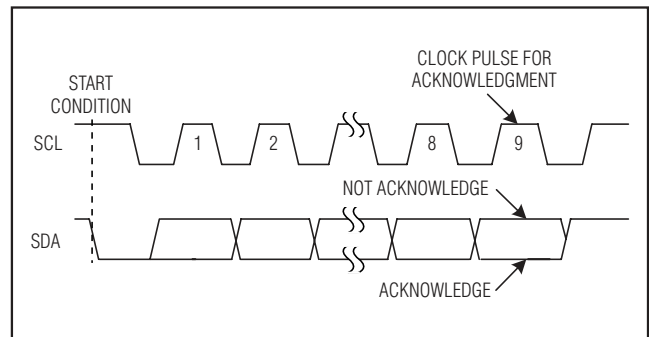 CLOCK PULSE FOR
ACKNOWLEDGMENT
START
CONDITION
SCL
1
2
8
9
NOT ACKNOWLEDGE
SDA
ACKNOWLEDGE